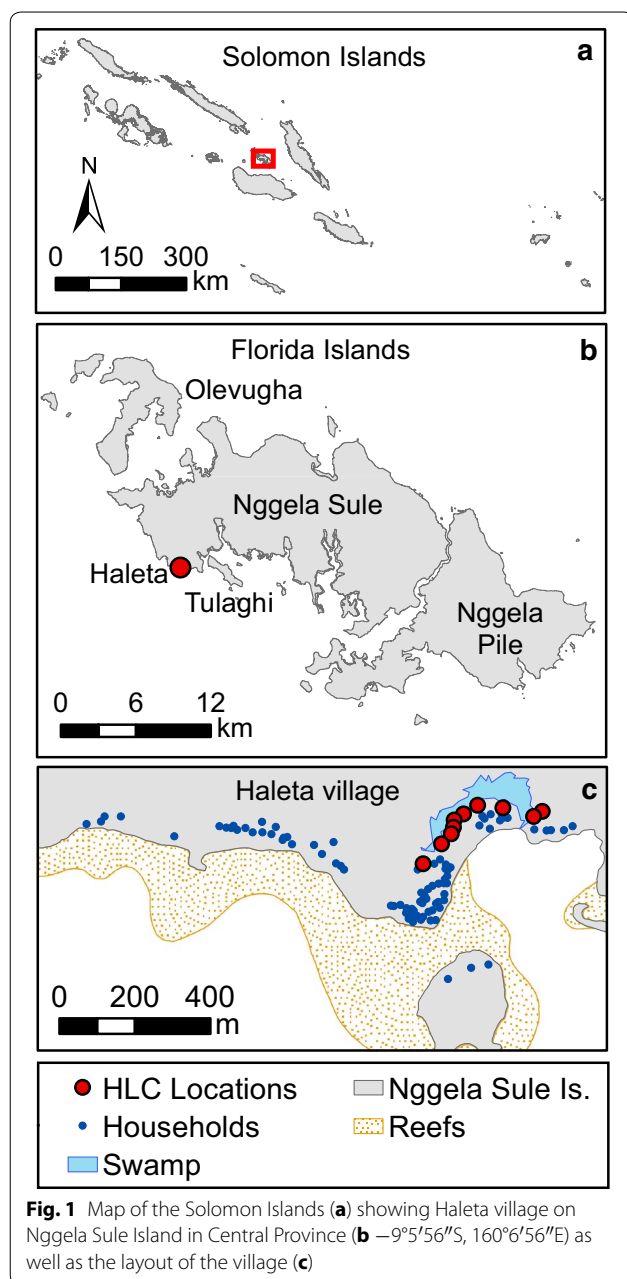 Solomon Islands
a
N
0 150 300
km
Florida Islands
b
Olevugha
Nggela Sule
Haleta
Tulaghi
Nggela
Pile
0 6 12
km
Haleta village
c
0 200 400
m
HLC Locations
Nggela Sule Is.
Households
Reefs
Swamp
Fig. 1 Map of the Solomon Islands (a) showing Haleta village on
Nggela Sule Island in Central Province (b −9°5′56″S, 160°6′56″E) as
well as the layout of the village (c)